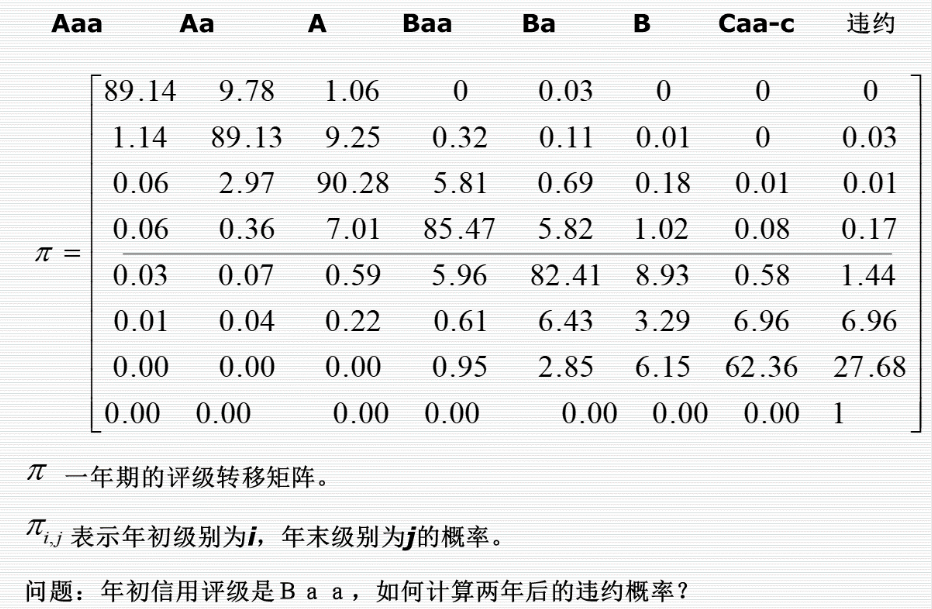 Aaa Aa A Baa Ba B Caa-c 违约
89.14 9.78 1.06 0 0.03 0 0 0
1.14 89.13 9.25 0.32 0.11 0.01 0 0.03
0.06 2.97 90.28 5.81 0.69 0.18 0.01 0.01
0.06 0.36 7.01 85.47 5.82 1.02 0.08 0.17
π =
0.03 0.07 0.59 5.96 82.41 8.93 0.58 1.44
0.01 0.04 0.22 0.61 6.43 3.29 6.96 6.96
0.00 0.00 0.00 0.95 2.85 6.15 62.36 27.68
0.00 0.00 0.00 0.00 0.00 0.00 0.00 1
π 一年期的评级转移矩阵。
π i,j 表示年初级别为i，年末级别为j的概率。
问题：年初信用评级是Ｂａａ，如何计算两年后的违约概率？